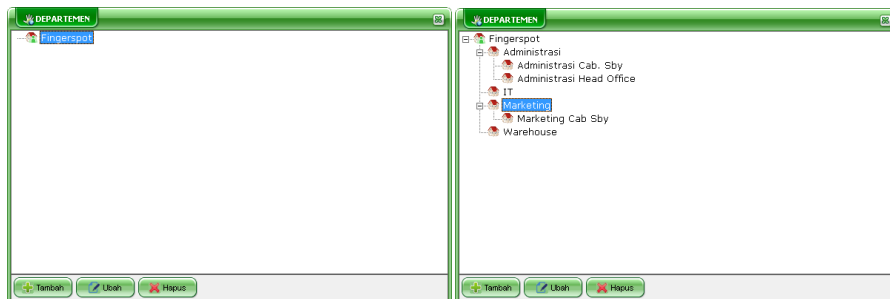 DEPARTEMEN
Fingerspot
Tambah Ubah Hapus
DEPARTEMEN
Fingerspot
Administrasi
Administrasi Cab. Sby
Administrasi Head Office
IT
Marketing
Marketing Cab Sby
Warehouse
Tambah Ubah Hapus